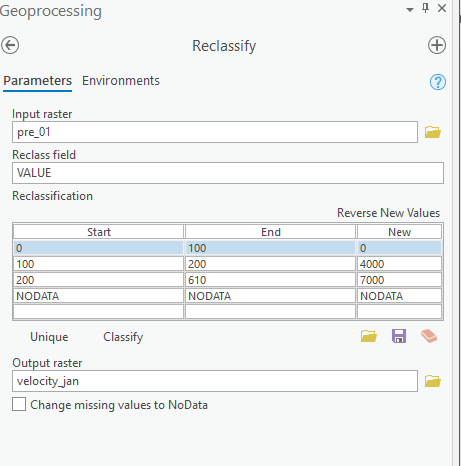 Geoprocessing
Reclassify
Parameters Environments
Input raster
pre_01
Reclass field
VALUE
Reclassification
Reverse New Values
Start End New
0 100 0
100 200 4000
200 610 7000
NODATA NODATA NODATA
Unique Classify
Output raster
velocity_jan
Change missing values to NoData